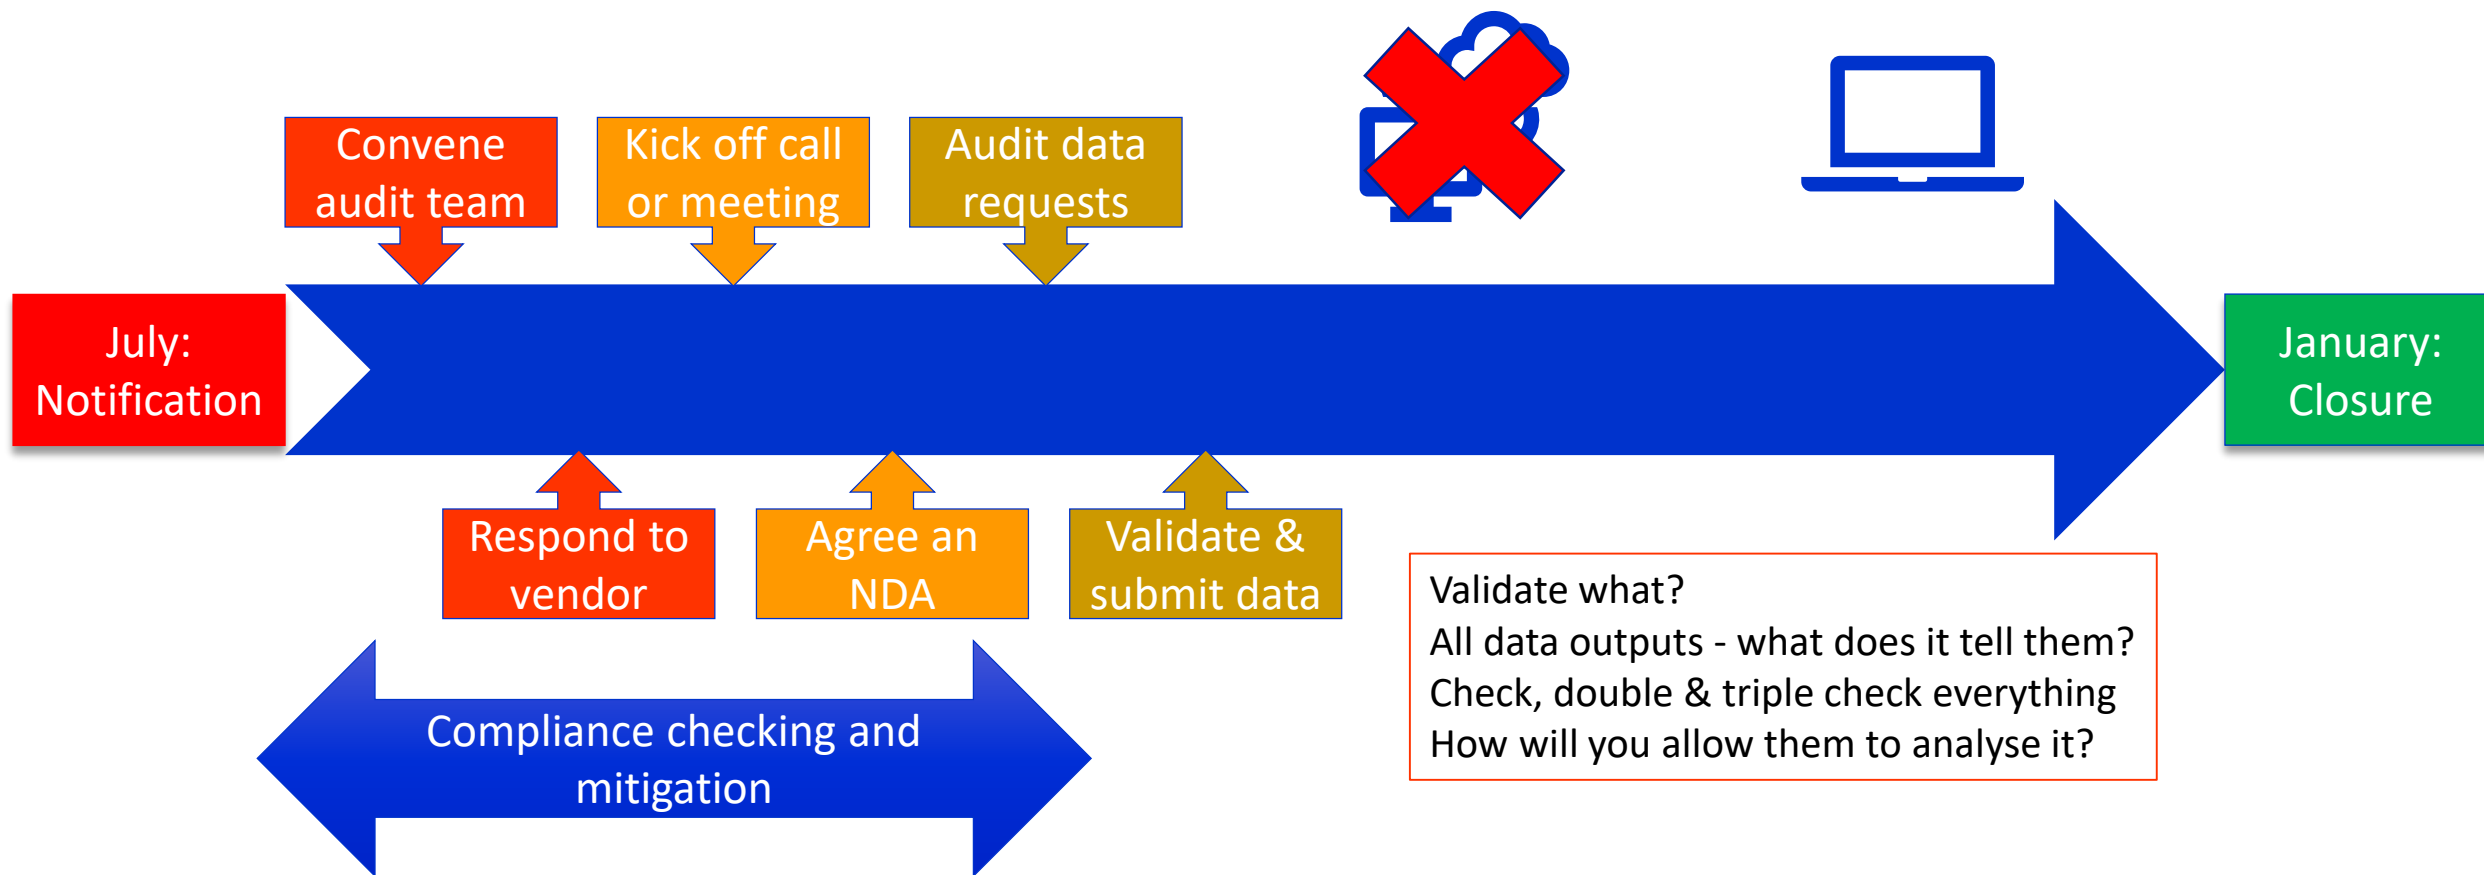 Convene
audit team
Kick off call
or meeting
Audit data
requests
July:
Notification
January:
Closure
Respond to
vendor
Agree an
NDA
Validate &
submit data
Validate what?
All data outputs - what does it tell them?
Check, double & triple check everything
How will you allow them to analyse it?
Compliance checking and
mitigation